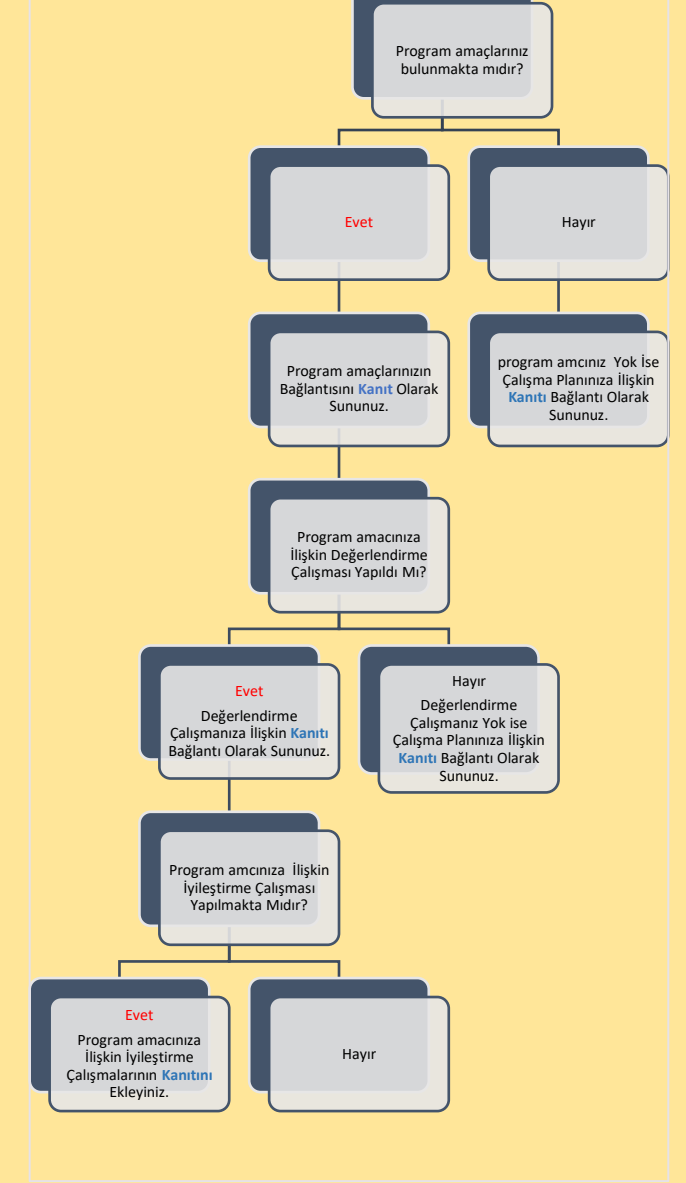 Program amaçlarınız
bulunmakta mıdır?
Evet
Hayır
Program amaçlarınızın
Bağlantısını Kanıt Olarak
Sununuz.
program amcınız Yok İse
Çalışma Planınıza İlişkin
Kanıtı Bağlantı Olarak
Sununuz.
Program amacınıza
İlişkin Değerlendirme
Çalışması Yapıldı Mı?
Evet
Değerlendirme
Çalışmanıza İlişkin Kanıtı
Bağlantı Olarak Sununuz.
Hayır
Değerlendirme
Çalışmanız Yok ise
Çalışma Planınıza İlişkin
Kanıtı Bağlantı Olarak
Sununuz.
Program amcınıza İlişkin
İyileştirme Çalışması
Yapılmakta Mıdır?
Evet
Program amacınıza
İlişkin İyileştirme
Çalışmalarının Kanıtını
Ekleyiniz.
Hayır